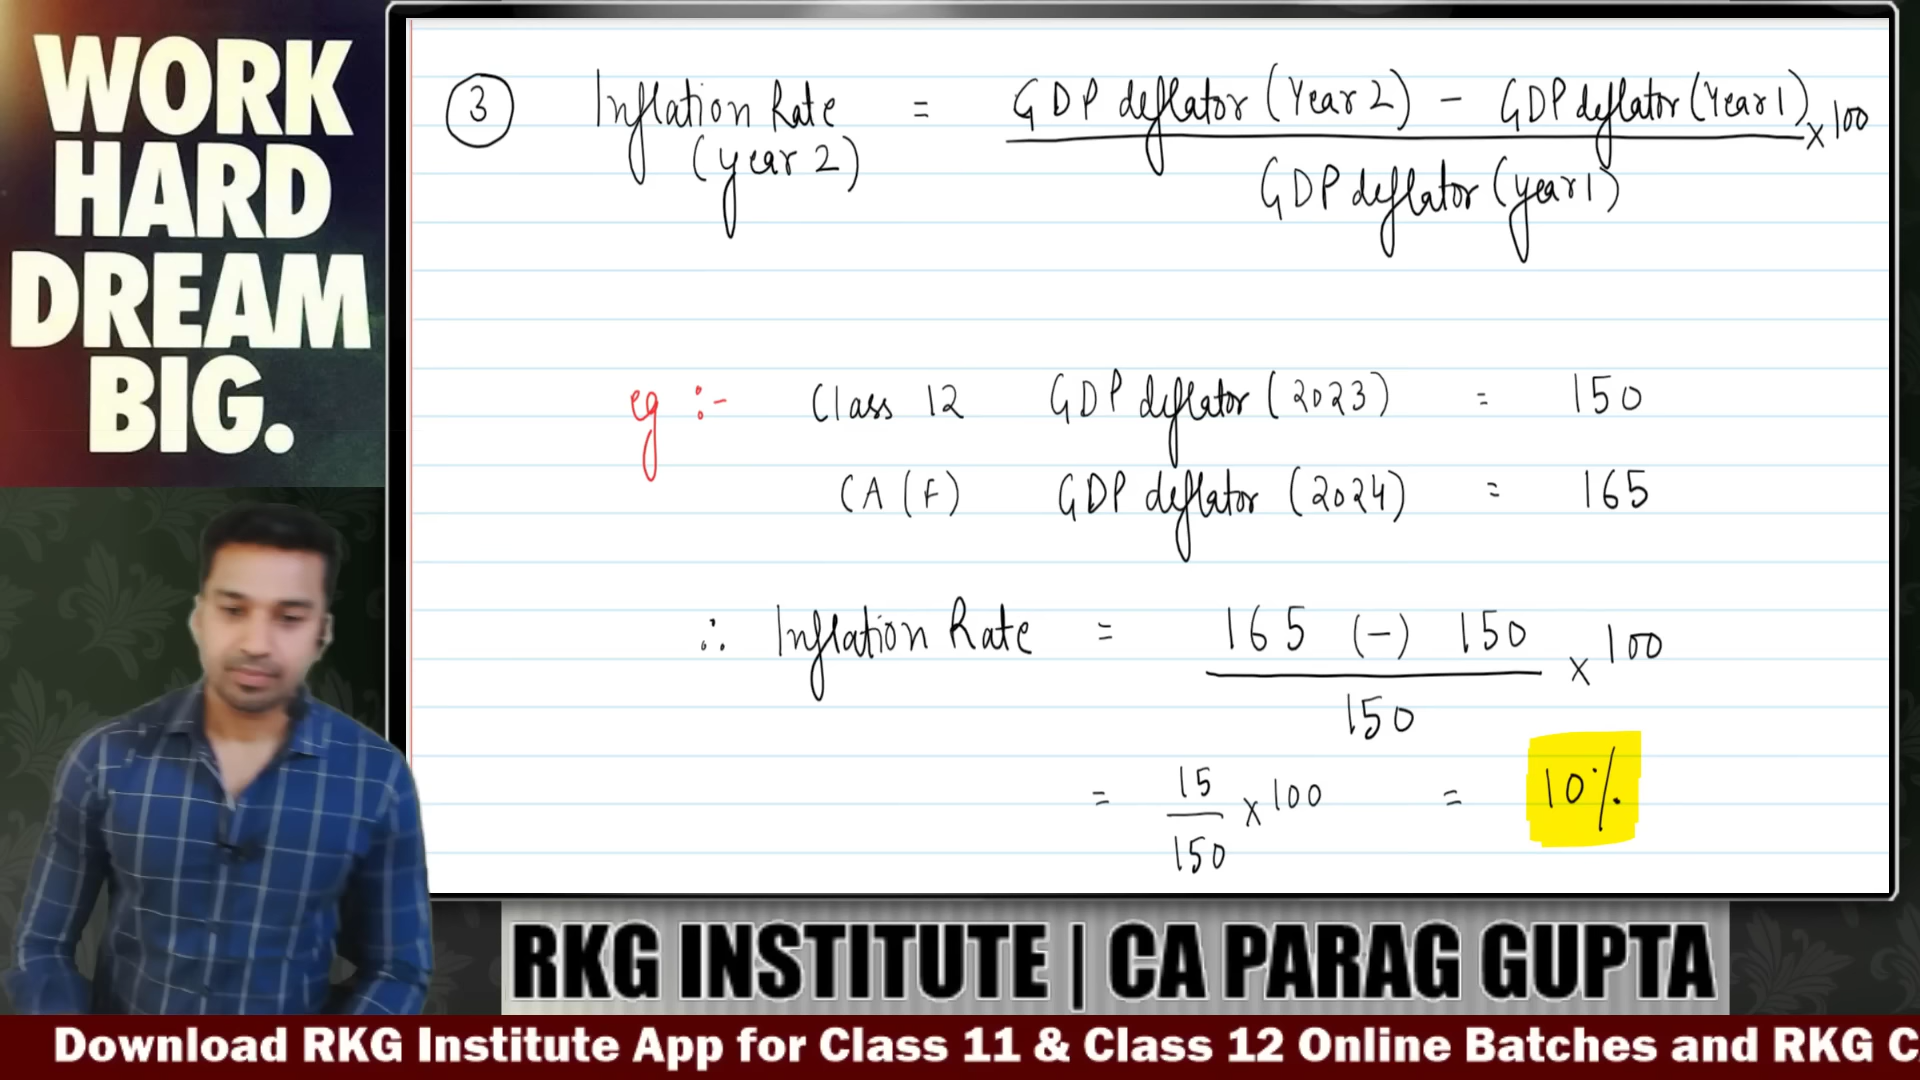 WORK
HARD
DREAM
BIG.
3 Inflation Rate (year 2) = GDP deflator (Year 2) - GDP deflator (Year 1) x 100
GDP deflator (year 1)
eg :- Class 12 GDP deflator (2023) = 150
CA (F) GDP deflator (2024) = 165
∴ Inflation Rate = 165 (-) 150 x 100
150
= 15 x 100 = 10%
150
RKG INSTITUTE | CA PARAG GUPTA
Download RKG Institute App for Class 11 & Class 12 Online Batches and RKG C